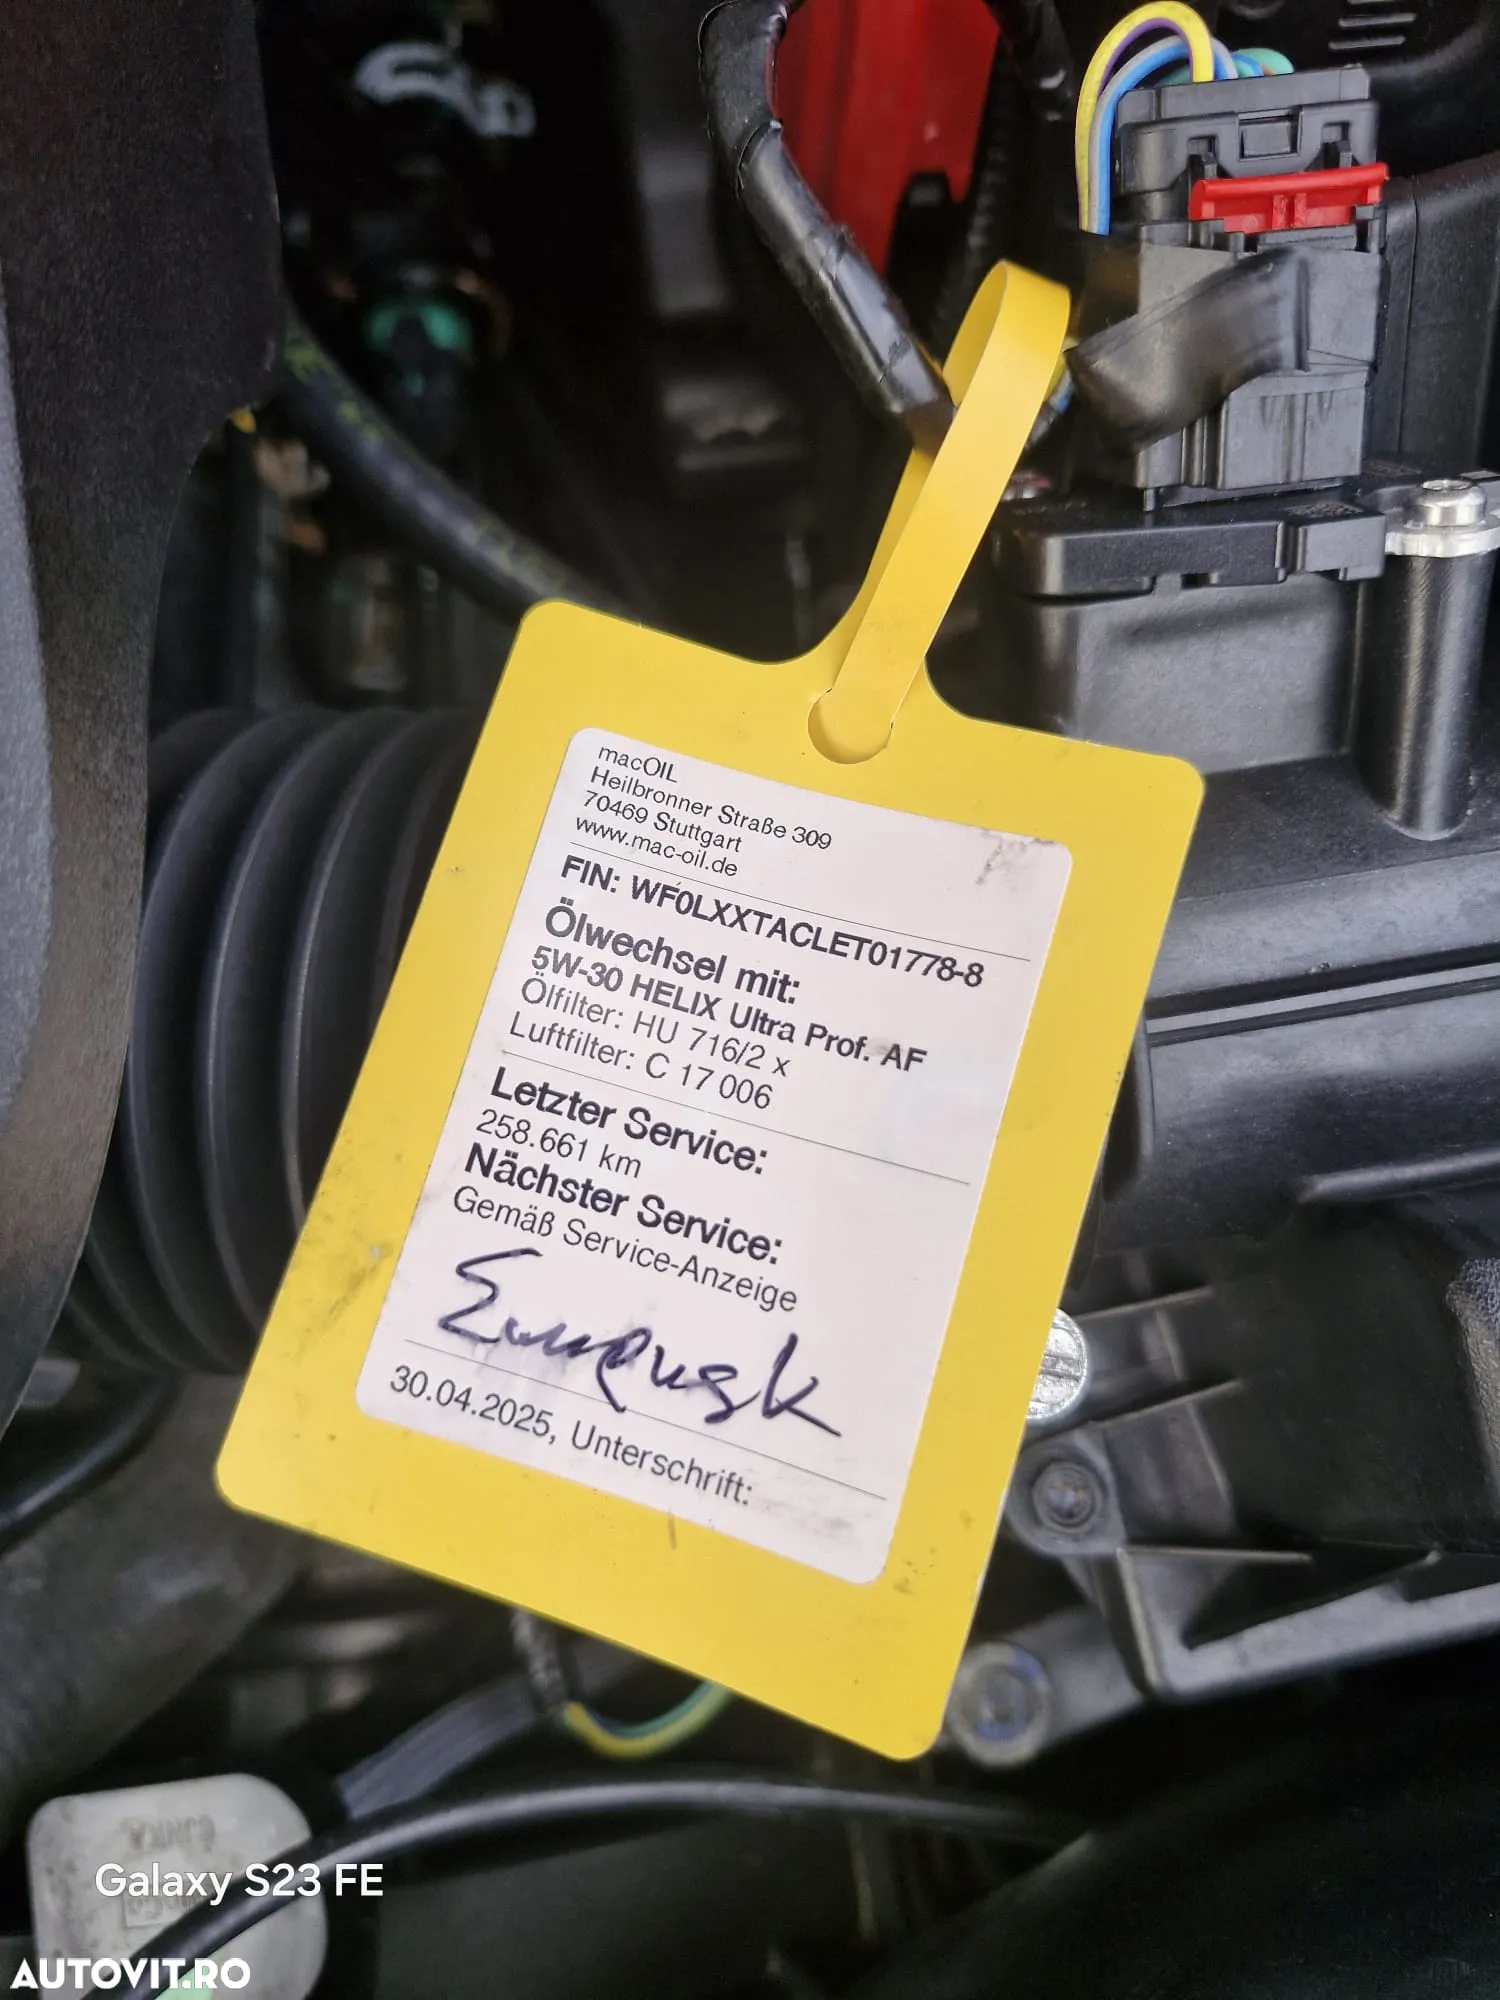 macOIL
Heilbronner Straße 309
70469 Stuttgart
www.mac-oil.de
FIN: WF0LXXTACLET01778-8
Ölwechsel mit:
5W-30 HELIX Ultra Prof. AF
Ölfilter: HU 716/2 x
Luftfilter: C 17 006
Letzter Service:
258.661 km
Nächster Service:
Gemäß Service-Anzeige
30.04.2025, Unterschrift:
Galaxy S23 FE
AUTOVIT.RO